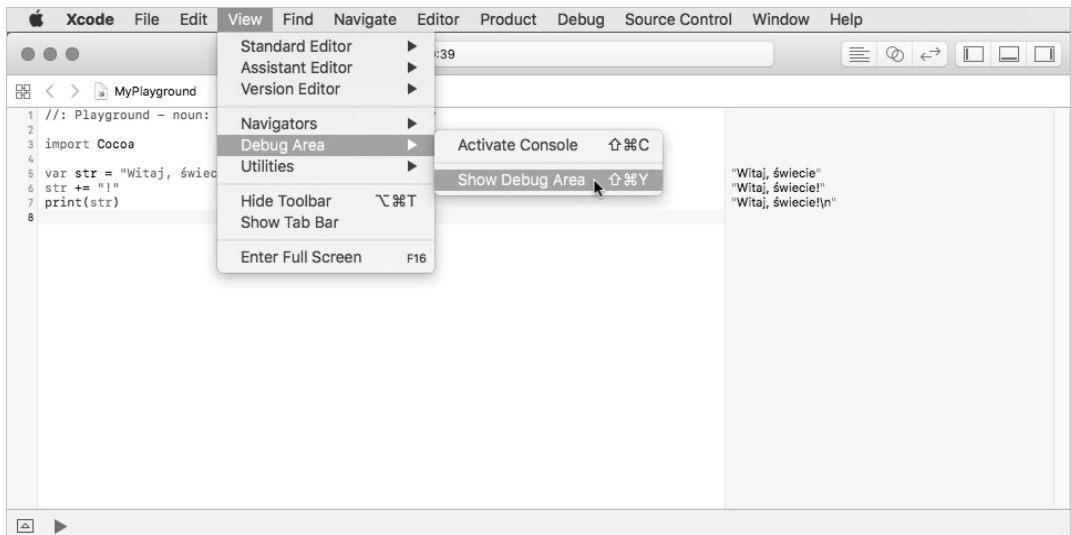 Xcode File Edit View Find Navigate Editor Product Debug Source Control Window Help
:39
MyPlayground
Standard Editor
Assistant Editor
Version Editor
Navigators
Debug Area
Utilities
Hide Toolbar ⌥⌘T
Show Tab Bar
Enter Full Screen F16
Activate Console ⇧⌘C
Show Debug Area ⇧⌘Y
1 //: Playground – noun:
2
3 import Cocoa
4
5 var str = "Witaj, świec
6 str += "!"
7 print(str)
8
"Witaj, świecie"
"Witaj, świecie!"
"Witaj, świecie!\n"